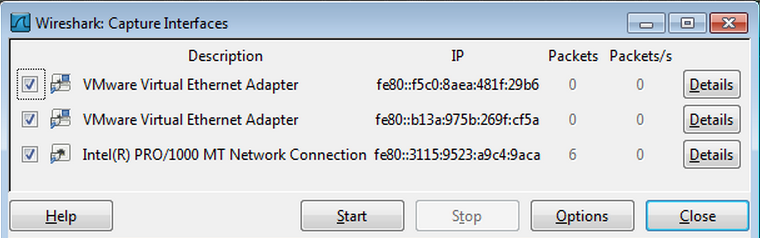 Wireshark: Capture Interfaces
Description IP Packets Packets/s
VMware Virtual Ethernet Adapter fe80::f5c0:8aea:481f:29b6 0 0 Details
VMware Virtual Ethernet Adapter fe80::b13a:975b:269f:cf5a 0 0 Details
Intel(R) PRO/1000 MT Network Connection fe80::3115:9523:a9c4:9aca 6 0 Details
Help Start Stop Options Close